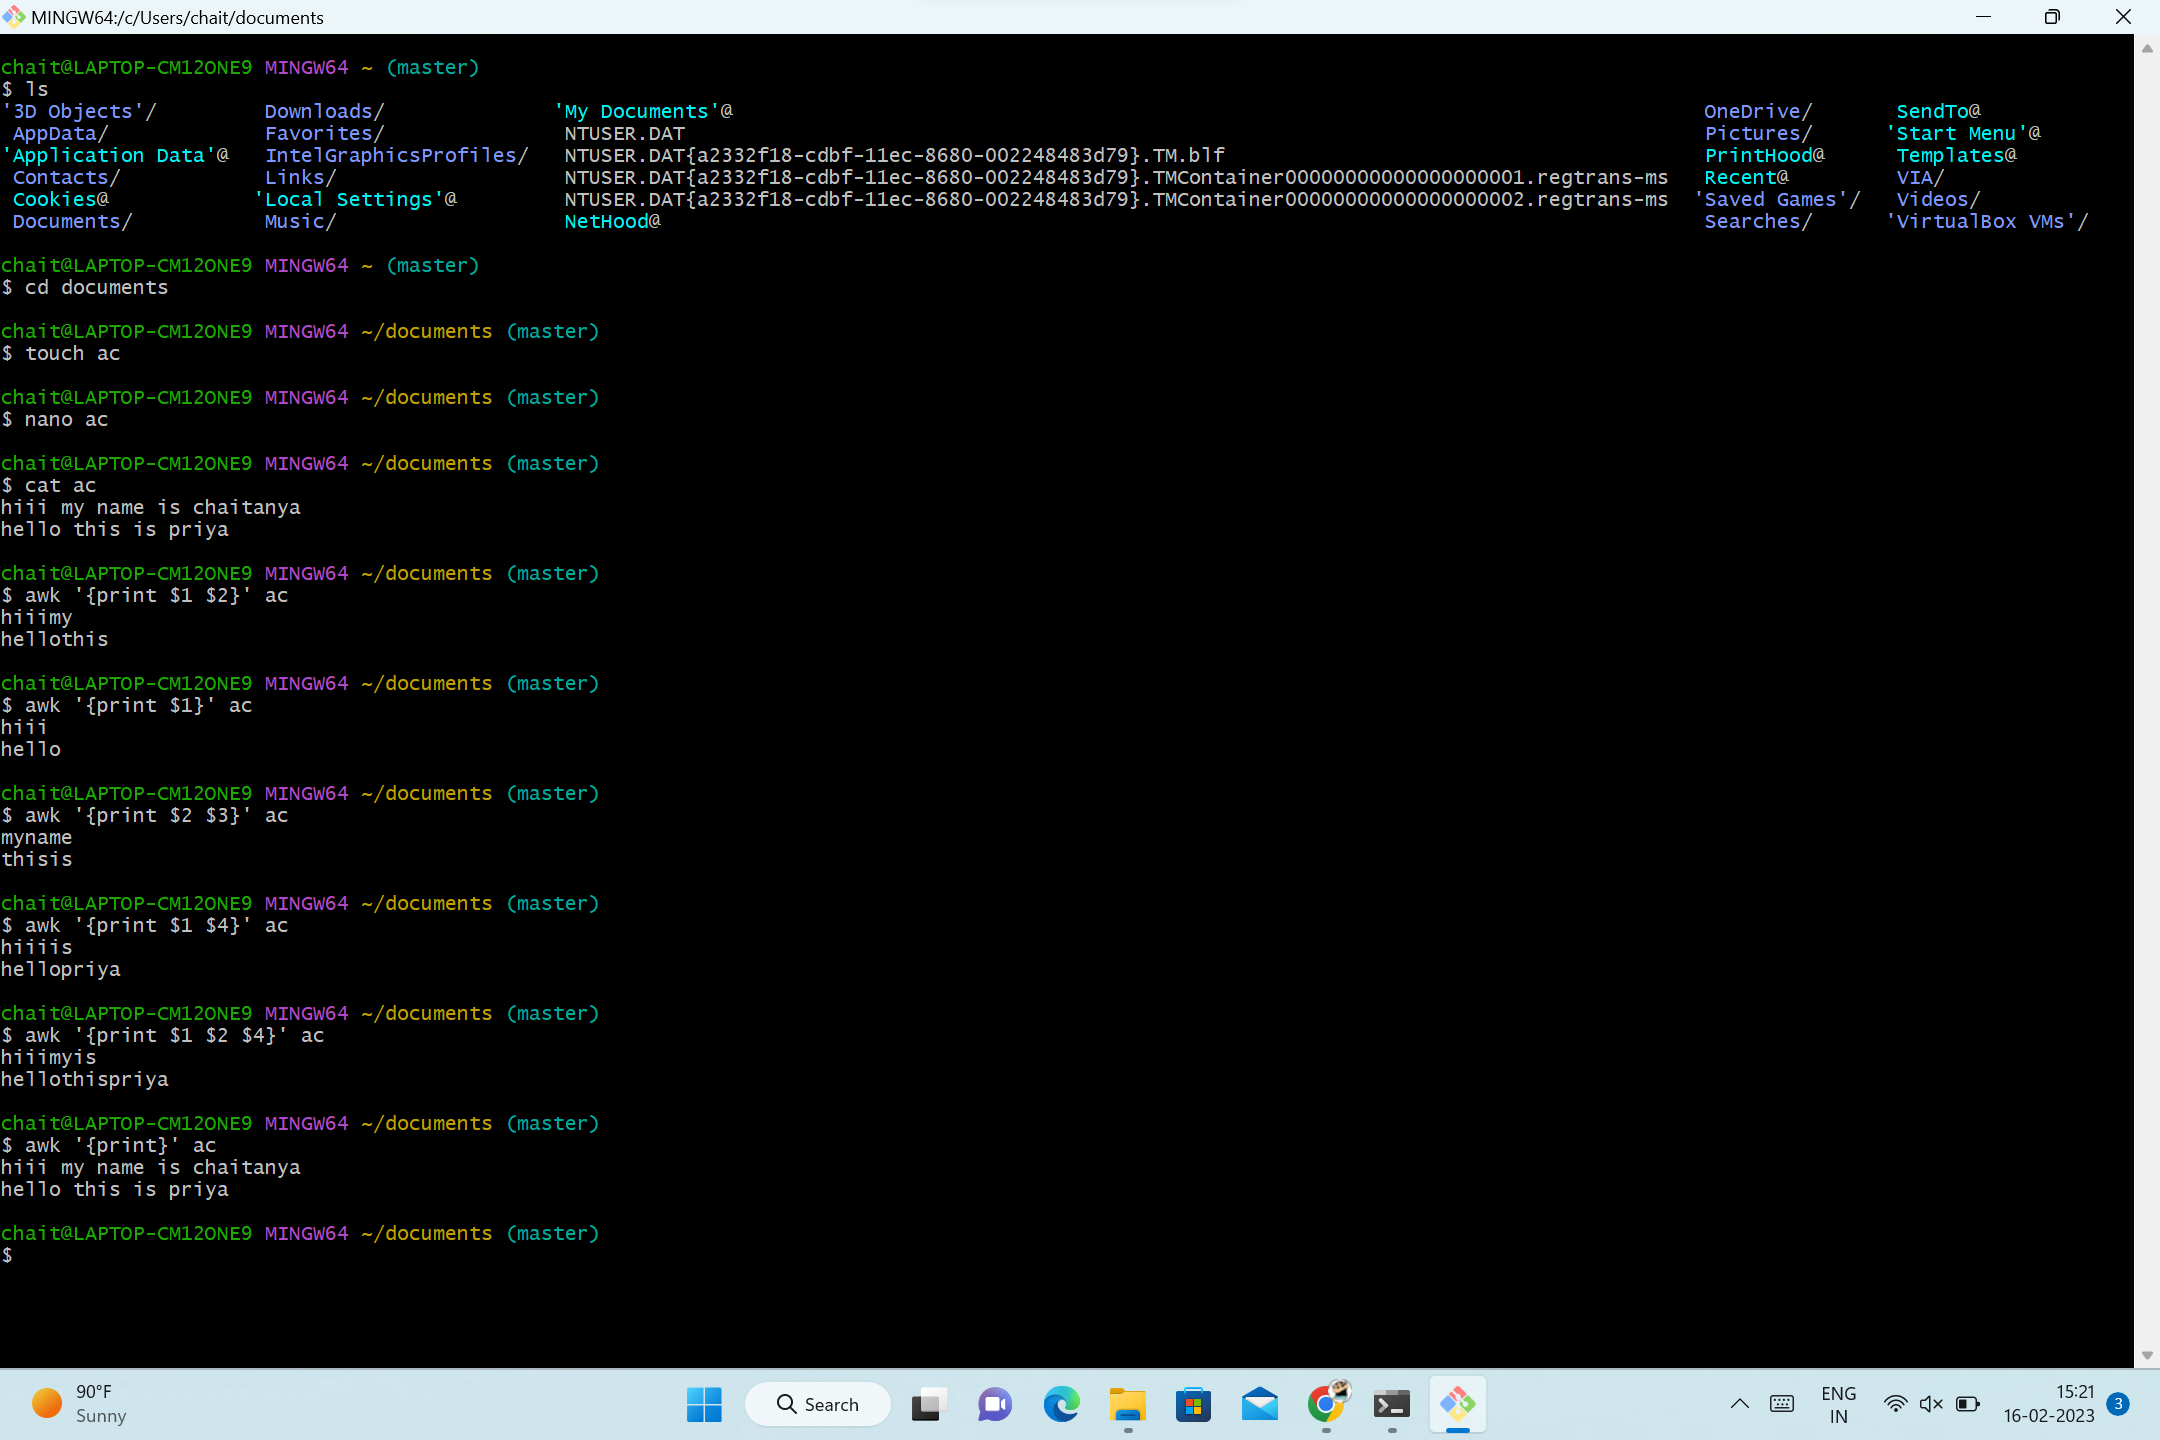 MINGW64:/c/Users/chait/documents
chait@LAPTOP-CM12ONE9 MINGW64 ~ (master)
$ ls
'3D Objects'/ Downloads/ 'My Documents'@ OneDrive/ SendTo@
AppData/ Favorites/ NTUSER.DAT Pictures/ 'Start Menu'@
'Application Data'@ IntelGraphicsProfiles/ NTUSER.DAT{a2332f18-cdbf-11ec-8680-002248483d79}.TM.blf PrintHood@ Templates@
Contacts/ Links/ NTUSER.DAT{a2332f18-cdbf-11ec-8680-002248483d79}.TMContainer00000000000000000001.regtrans-ms Recent@ VIA/
Cookies@ 'Local Settings'@ NTUSER.DAT{a2332f18-cdbf-11ec-8680-002248483d79}.TMContainer00000000000000000002.regtrans-ms 'Saved Games'/ Videos/
Documents/ Music/ NetHood@ Searches/ 'VirtualBox VMs'/
chait@LAPTOP-CM12ONE9 MINGW64 ~ (master)
$ cd documents
chait@LAPTOP-CM12ONE9 MINGW64 ~/documents (master)
$ touch ac
chait@LAPTOP-CM12ONE9 MINGW64 ~/documents (master)
$ nano ac
chait@LAPTOP-CM12ONE9 MINGW64 ~/documents (master)
$ cat ac
hiii my name is chaitanya
hello this is priya
chait@LAPTOP-CM12ONE9 MINGW64 ~/documents (master)
$ awk '{print $1 $2}' ac
hiiimy
hellothis
chait@LAPTOP-CM12ONE9 MINGW64 ~/documents (master)
$ awk '{print $1}' ac
hiii
hello
chait@LAPTOP-CM12ONE9 MINGW64 ~/documents (master)
$ awk '{print $2 $3}' ac
myname
thisis
chait@LAPTOP-CM12ONE9 MINGW64 ~/documents (master)
$ awk '{print $1 $4}' ac
hiiiis
hellopriya
chait@LAPTOP-CM12ONE9 MINGW64 ~/documents (master)
$ awk '{print $1 $2 $4}' ac
hiiimyis
hellothispriya
chait@LAPTOP-CM12ONE9 MINGW64 ~/documents (master)
$ awk '{print}' ac
hiii my name is chaitanya
hello this is priya
chait@LAPTOP-CM12ONE9 MINGW64 ~/documents (master)
$
90°F
Sunny
Search
ENG
IN
15:21
16-02-2023
3